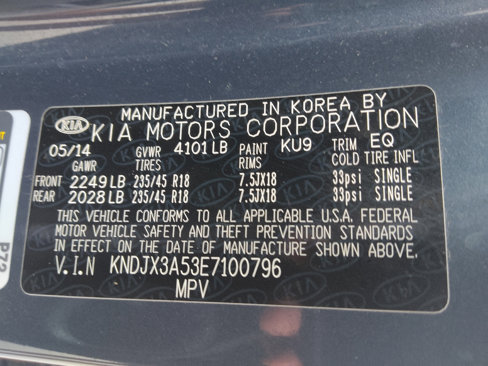 MANUFACTURED IN KOREA BY
KIA KIA MOTORS CORPORATION
05/14 GVWR 4101 LB PAINT KU9 TRIM EQ
GAWR TIRES RIMS COLD TIRE INFL
FRONT 2249 LB 235/45 R18 7.5JX18 33psi SINGLE
REAR 2028 LB 235/45 R18 7.5JX18 33psi SINGLE
THIS VEHICLE CONFORMS TO ALL APPLICABLE U.S.A. FEDERAL
MOTOR VEHICLE SAFETY AND THEFT PREVENTION STANDARDS
IN EFFECT ON THE DATE OF MANUFACTURE SHOWN ABOVE.
V.I.N KNDJX3A53E7100796
MPV